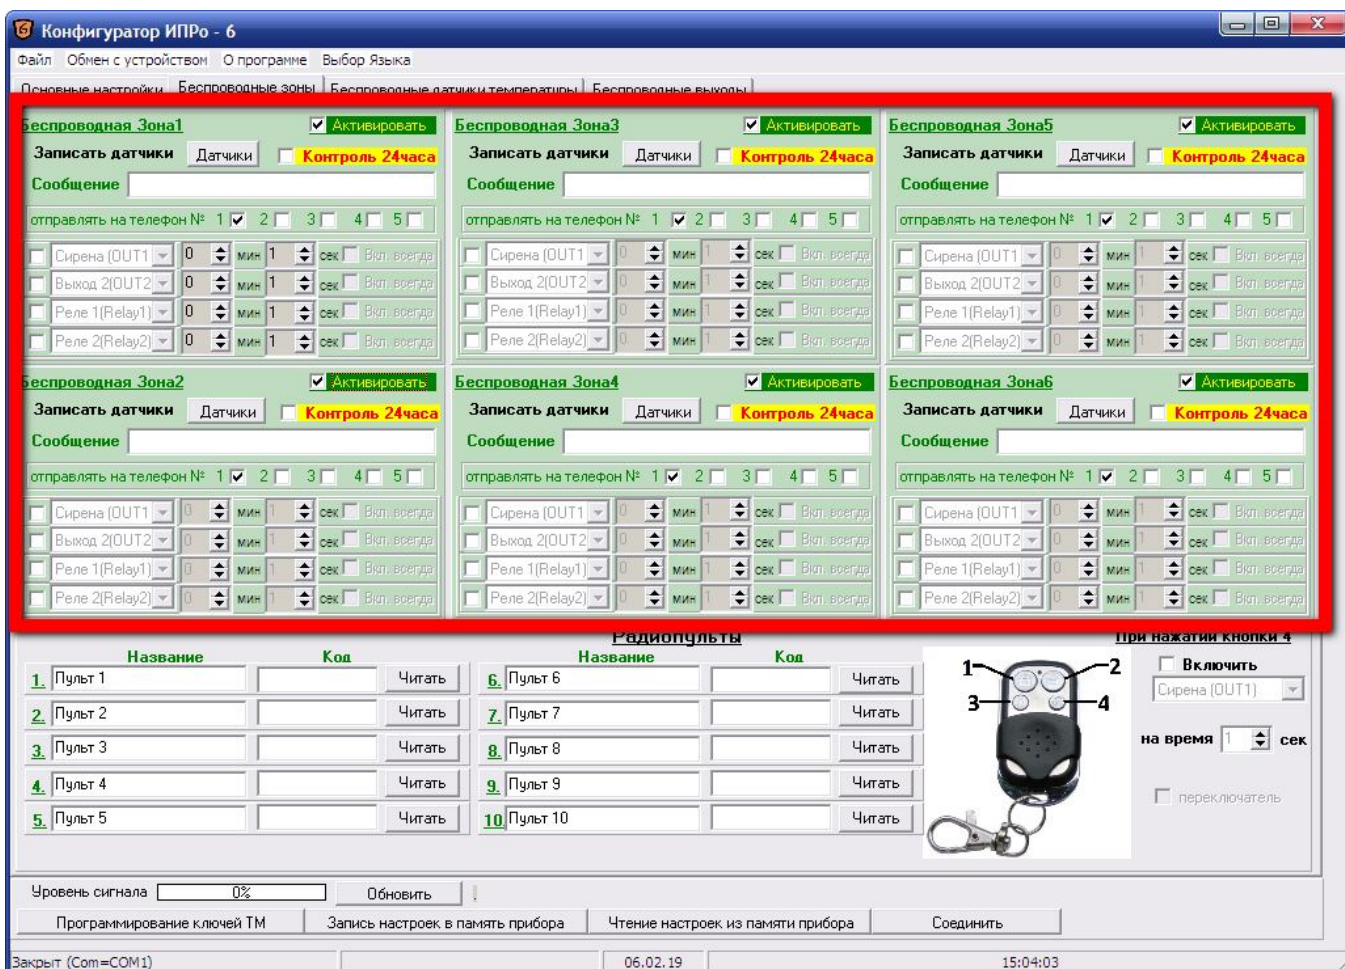 Конфигуратор ИПРо - 6
Файл Обмен с устройством О программе Выбор Языка
Основные настройки Беспроводные зоны Беспроводные датчики температуры Беспроводные выходы
Беспроводная Зона1 Активировать Беспроводная Зона3 Активировать Беспроводная Зона5 Активировать
Записать датчики Датчики Контроль 24часа Записать датчики Датчики Контроль 24часа Записать датчики Датчики Контроль 24часа
Сообщение Сообщение Сообщение
отправлять на телефон № 1 2 3 4 5 отправлять на телефон № 1 2 3 4 5 отправлять на телефон № 1 2 3 4 5
Сирена (OUT1 0 мин 1 сек Вкл. всегда Сирена (OUT1 0 мин 1 сек Вкл. всегда Сирена (OUT1 0 мин 1 сек Вкл. всегда
Выход 2(OUT2 0 мин 1 сек Вкл. всегда Выход 2(OUT2 0 мин 1 сек Вкл. всегда Выход 2(OUT2 0 мин 1 сек Вкл. всегда
Реле 1(Relay1) 0 мин 1 сек Вкл. всегда Реле 1(Relay1) 0 мин 1 сек Вкл. всегда Реле 1(Relay1) 0 мин 1 сек Вкл. всегда
Реле 2(Relay2) 0 мин 1 сек Вкл. всегда Реле 2(Relay2) 0 мин 1 сек Вкл. всегда Реле 2(Relay2) 0 мин 1 сек Вкл. всегда
Беспроводная Зона2 Активировать Беспроводная Зона4 Активировать Беспроводная Зона6 Активировать
Записать датчики Датчики Контроль 24часа Записать датчики Датчики Контроль 24часа Записать датчики Датчики Контроль 24часа
Сообщение Сообщение Сообщение
отправлять на телефон № 1 2 3 4 5 отправлять на телефон № 1 2 3 4 5 отправлять на телефон № 1 2 3 4 5
Сирена (OUT1 0 мин 1 сек Вкл. всегда Сирена (OUT1 0 мин 1 сек Вкл. всегда Сирена (OUT1 0 мин 1 сек Вкл. всегда
Выход 2(OUT2 0 мин 1 сек Вкл. всегда Выход 2(OUT2 0 мин 1 сек Вкл. всегда Выход 2(OUT2 0 мин 1 сек Вкл. всегда
Реле 1(Relay1) 0 мин 1 сек Вкл. всегда Реле 1(Relay1) 0 мин 1 сек Вкл. всегда Реле 1(Relay1) 0 мин 1 сек Вкл. всегда
Реле 2(Relay2) 0 мин 1 сек Вкл. всегда Реле 2(Relay2) 0 мин 1 сек Вкл. всегда Реле 2(Relay2) 0 мин 1 сек Вкл. всегда
Радиопульты При нажатии кнопки 4
Название Код Название Код 1 2 Включить
1. Пульт 1 Читать 6. Пульт 6 Читать Сирена (OUT1)
2. Пульт 2 Читать 7. Пульт 7 Читать 3 4
3. Пульт 3 Читать 8. Пульт 8 Читать на время 1 сек
4. Пульт 4 Читать 9. Пульт 9 Читать переключатель
5. Пульт 5 Читать 10. Пульт 10 Читать
Уровень сигнала 0% Обновить
Программирование ключей ТМ Запись настроек в память прибора Чтение настроек из памяти прибора Соединить
Закрыт (Com=COM1) 06.02.19 15:04:03